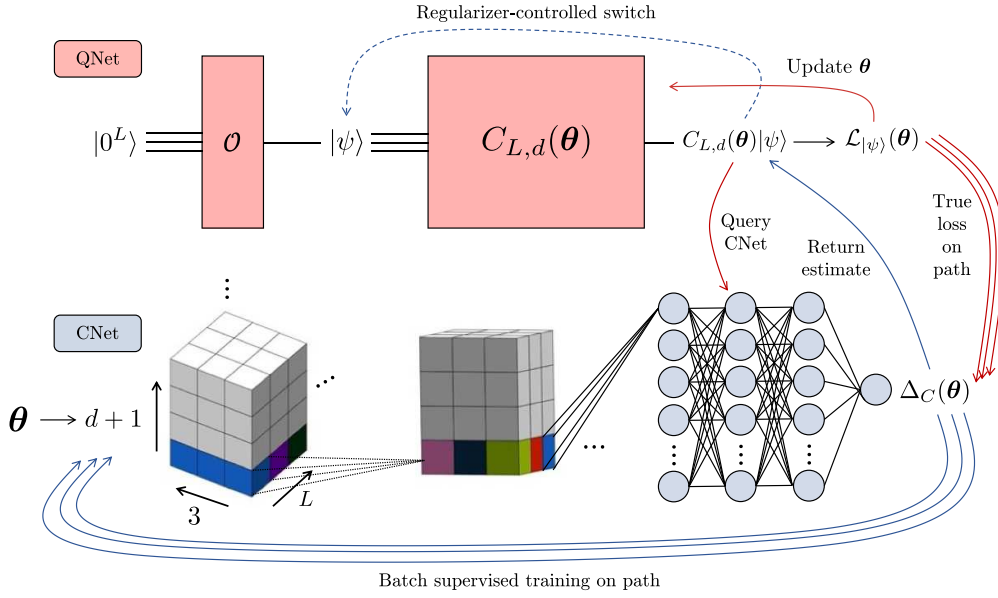 Regularizer-controlled switch
QNet
Update θ
|0^L⟩
𝒪
|ψ⟩
C_{L,d}(θ)
C_{L,d}(θ)|ψ⟩
ℒ_{|ψ⟩}(θ)
Query
CNet
Return
estimate
True
loss
on
path
CNet
θ → d + 1
3
L
Δ_C(θ)
Batch supervised training on path